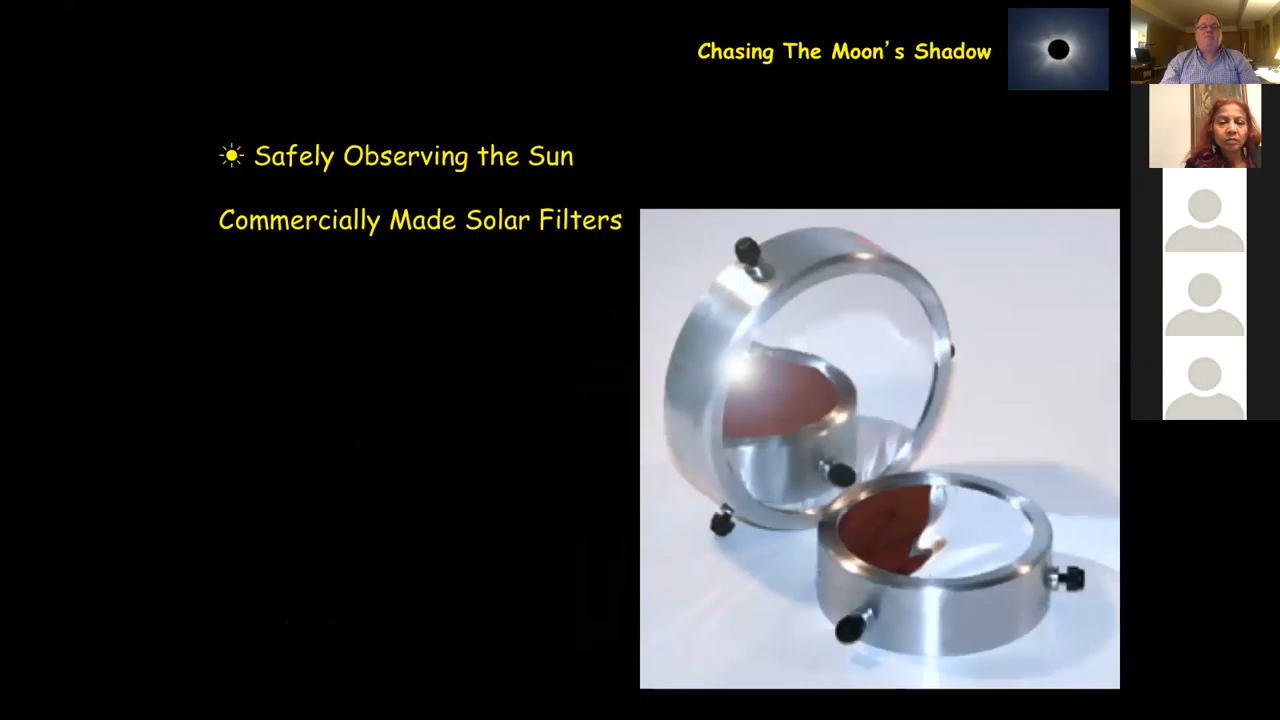 Chasing The Moon's Shadow
☀ Safely Observing the Sun
Commercially Made Solar Filters